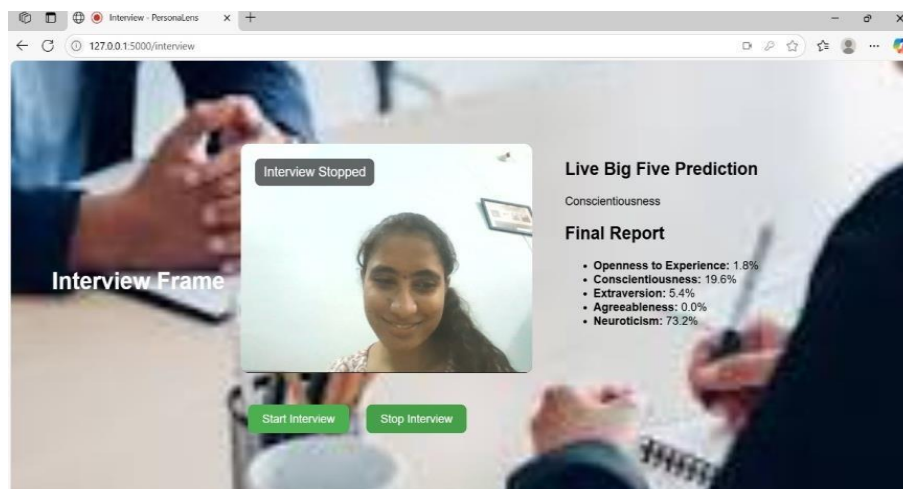 Interview - PersonaLens
127.0.0.1:5000/interview
Interview Stopped
Interview Frame
Start Interview
Stop Interview
Live Big Five Prediction
Conscientiousness
Final Report
Openness to Experience: 1.8%
Conscientiousness: 19.6%
Extraversion: 5.4%
Agreeableness: 0.0%
Neuroticism: 73.2%